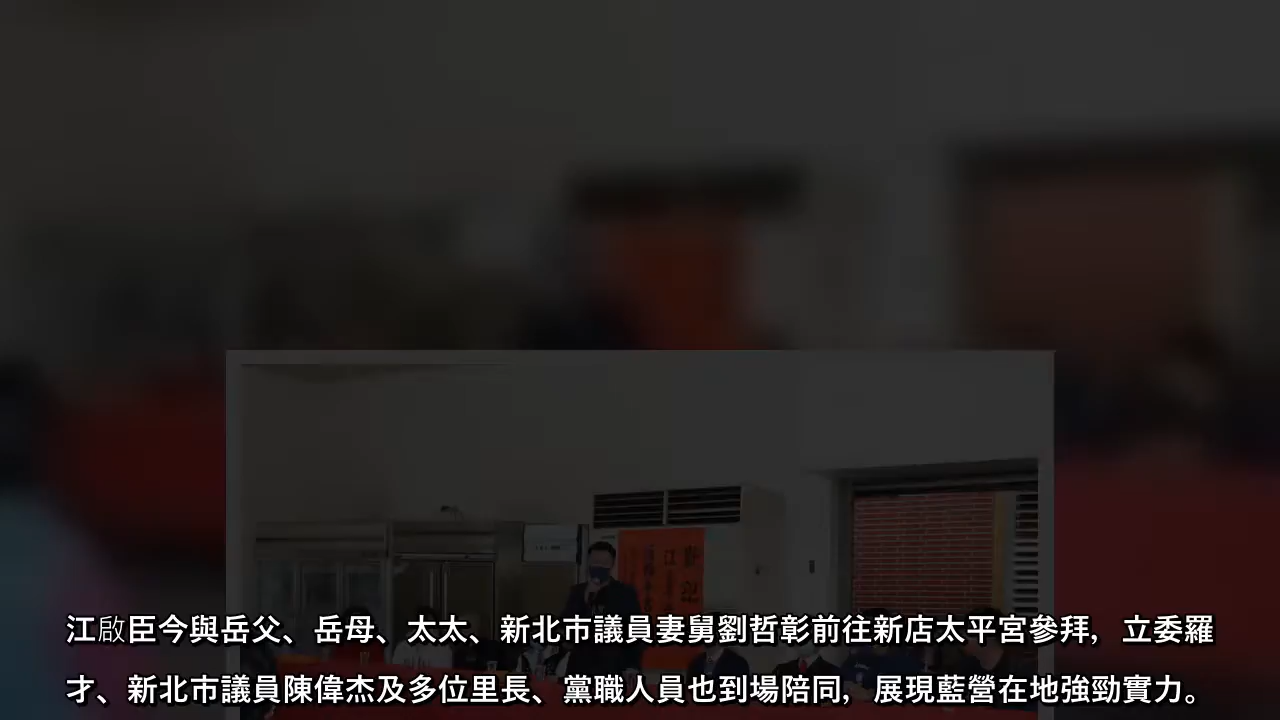 歡迎
江
江啟臣今與岳父、岳母、太太、新北市議員妻舅劉哲彰前往新店太平宮參拜，立委羅
才、新北市議員陳偉杰及多位里長、黨職人員也到場陪同，展現藍營在地強勁實力。